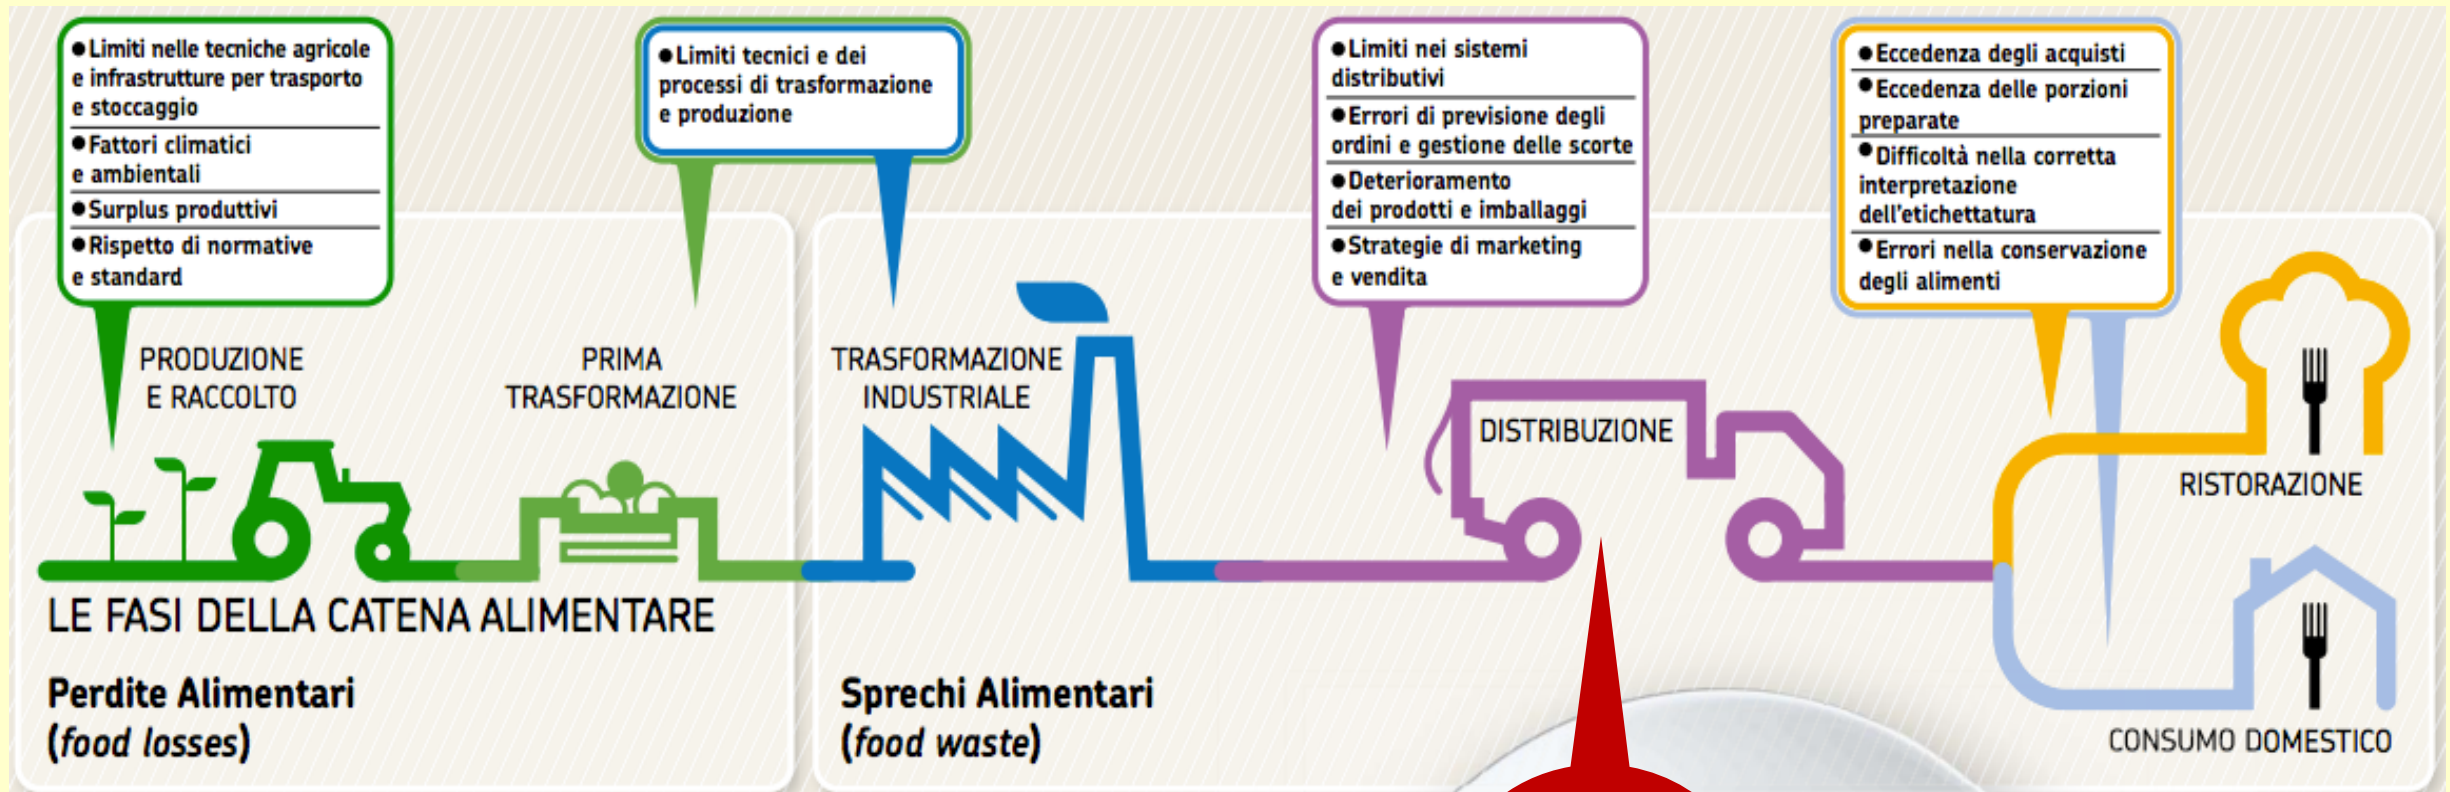 ● Limiti nelle tecniche agricole
e infrastrutture per trasporto
e stoccaggio
● Fattori climatici
e ambientali
● Surplus produttivi
● Rispetto di normative
e standard
● Limiti tecnici e dei
processi di trasformazione
e produzione
● Limiti nei sistemi
distributivi
● Errori di previsione degli
ordini e gestione delle scorte
● Deterioramento
dei prodotti e imballaggi
● Strategie di marketing
e vendita
● Eccedenza degli acquisti
● Eccedenza delle porzioni
preparate
● Difficoltà nella corretta
interpretazione
dell'etichettatura
● Errori nella conservazione
degli alimenti
PRODUZIONE
E RACCOLTO
PRIMA
TRASFORMAZIONE
TRASFORMAZIONE
INDUSTRIALE
DISTRIBUZIONE
RISTORAZIONE
CONSUMO DOMESTICO
LE FASI DELLA CATENA ALIMENTARE
Perdite Alimentari
(food losses)
Sprechi Alimentari
(food waste)